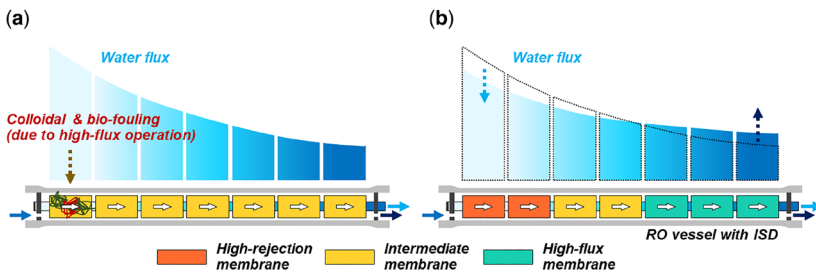 (a)
Water flux
Colloidal & bio-fouling
(due to high-flux operation)
(b)
Water flux
RO vessel with ISD
High-rejection
membrane
Intermediate
membrane
High-flux
membrane